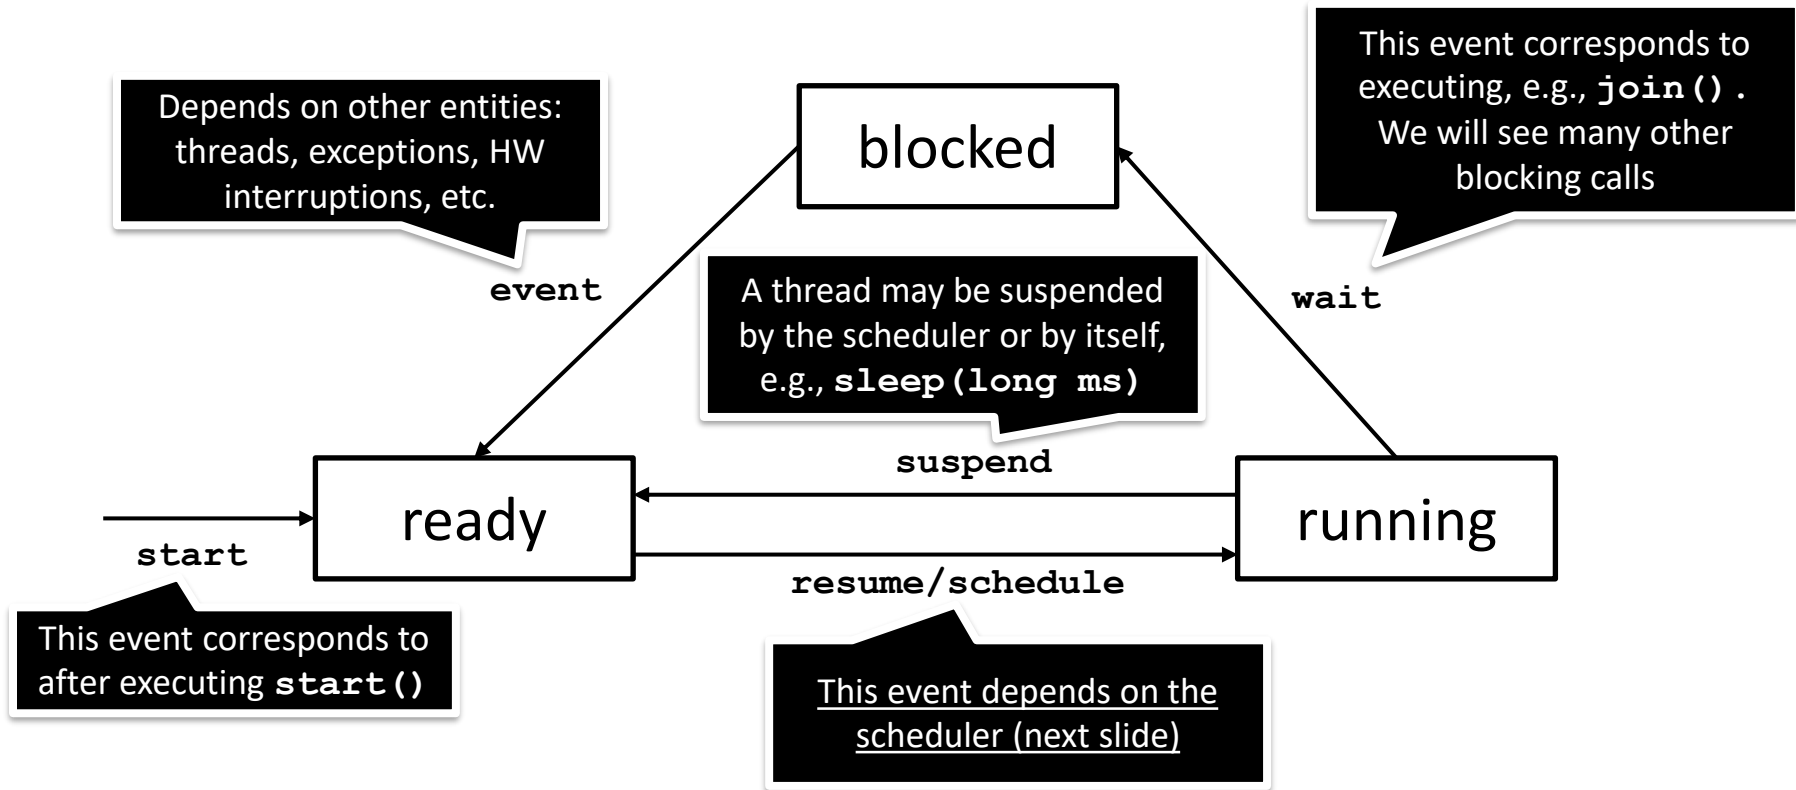 This event corresponds to
executing, e.g., join().
We will see many other
blocking calls
Depends on other entities:
threads, exceptions, HW
interruptions, etc.
blocked
event
A thread may be suspended
by the scheduler or by itself,
e.g., sleep(long ms)
wait
suspend
ready
running
start
resume/schedule
This event corresponds to
after executing start()
This event depends on the
scheduler (next slide)